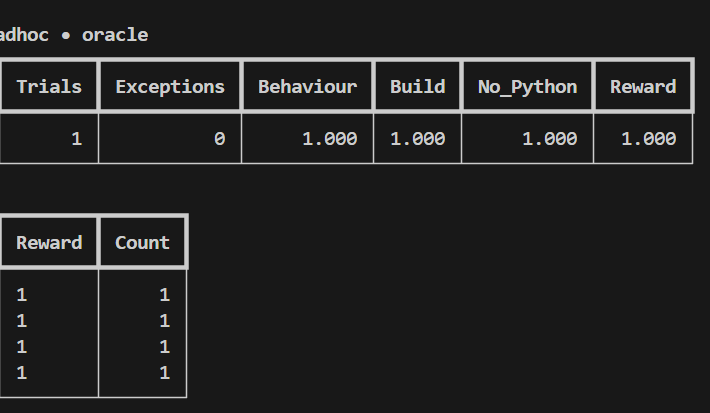 adhoc • oracle
Trials Exceptions Behaviour Build No_Python Reward
1 0 1.000 1.000 1.000 1.000
Reward Count
1 1
1 1
1 1
1 1